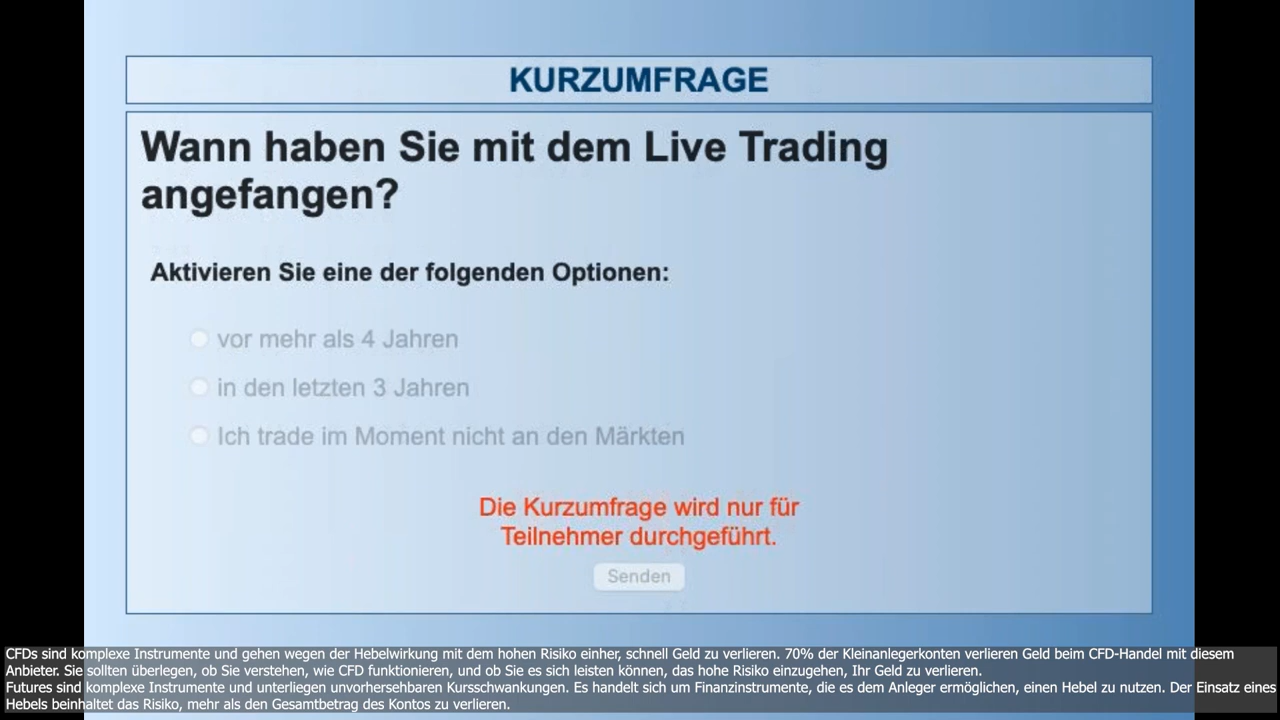 KURZUMFRAGE
Wann haben Sie mit dem Live Trading
angefangen?
Aktivieren Sie eine der folgenden Optionen:
vor mehr als 4 Jahren
in den letzten 3 Jahren
Ich trade im Moment nicht an den Märkten
Die Kurzumfrage wird nur für
Teilnehmer durchgeführt.
Senden
CFDs sind komplexe Instrumente und gehen wegen der Hebelwirkung mit dem hohen Risiko einher, schnell Geld zu verlieren. 70% der Kleinanlegerkonten verlieren Geld beim CFD-Handel mit diesem
Anbieter. Sie sollten überlegen, ob Sie verstehen, wie CFD funktionieren, und ob Sie es sich leisten können, das hohe Risiko einzugehen, Ihr Geld zu verlieren.
Futures sind komplexe Instrumente und unterliegen unvorhersehbaren Kursschwankungen. Es handelt sich um Finanzinstrumente, die es dem Anleger ermöglichen, einen Hebel zu nutzen. Der Einsatz eines
Hebels beinhaltet das Risiko, mehr als den Gesamtbetrag des Kontos zu verlieren.